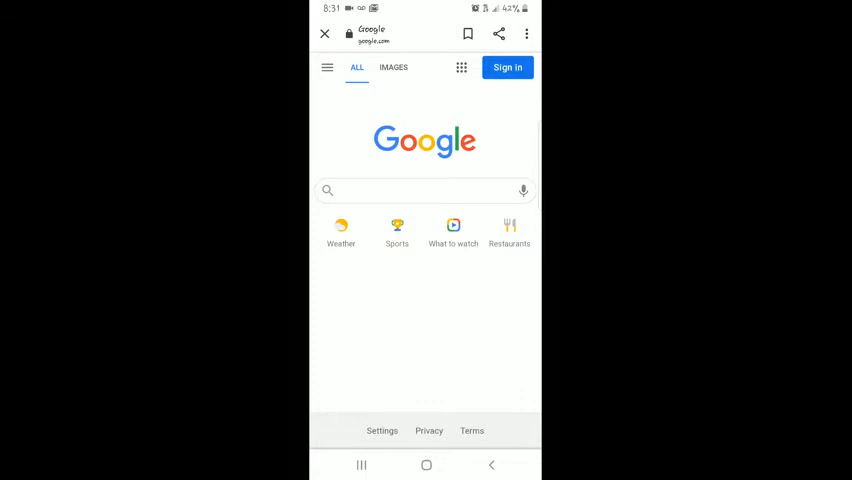 8:31 42%
Google
google.com
ALL IMAGES Sign in
Google
Weather Sports What to watch Restaurants
Settings Privacy Terms